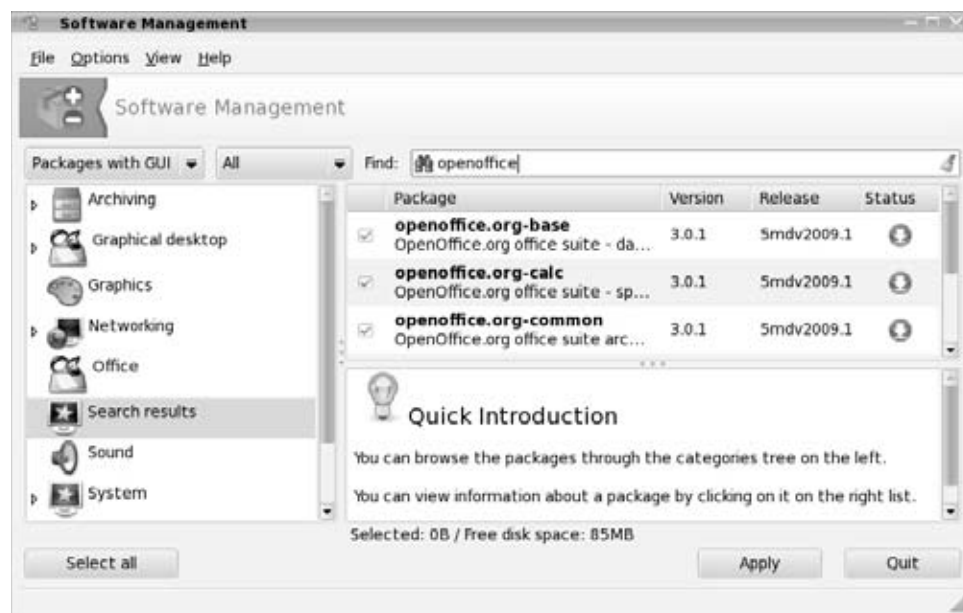 Software Management
File Options View Help
Software Management
Packages with GUI All Find: openoffice
Archiving
Graphical desktop
Graphics
Networking
Office
Search results
Sound
System
Package Version Release Status
openoffice.org-base 3.0.1 5mdv2009.1
OpenOffice.org office suite - da...
openoffice.org-calc 3.0.1 5mdv2009.1
OpenOffice.org office suite - sp...
openoffice.org-common 3.0.1 5mdv2009.1
OpenOffice.org office suite arc...
Quick Introduction
You can browse the packages through the categories tree on the left.
You can view information about a package by clicking on it on the right list.
Selected: 0B / Free disk space: 85MB
Select all Apply Quit